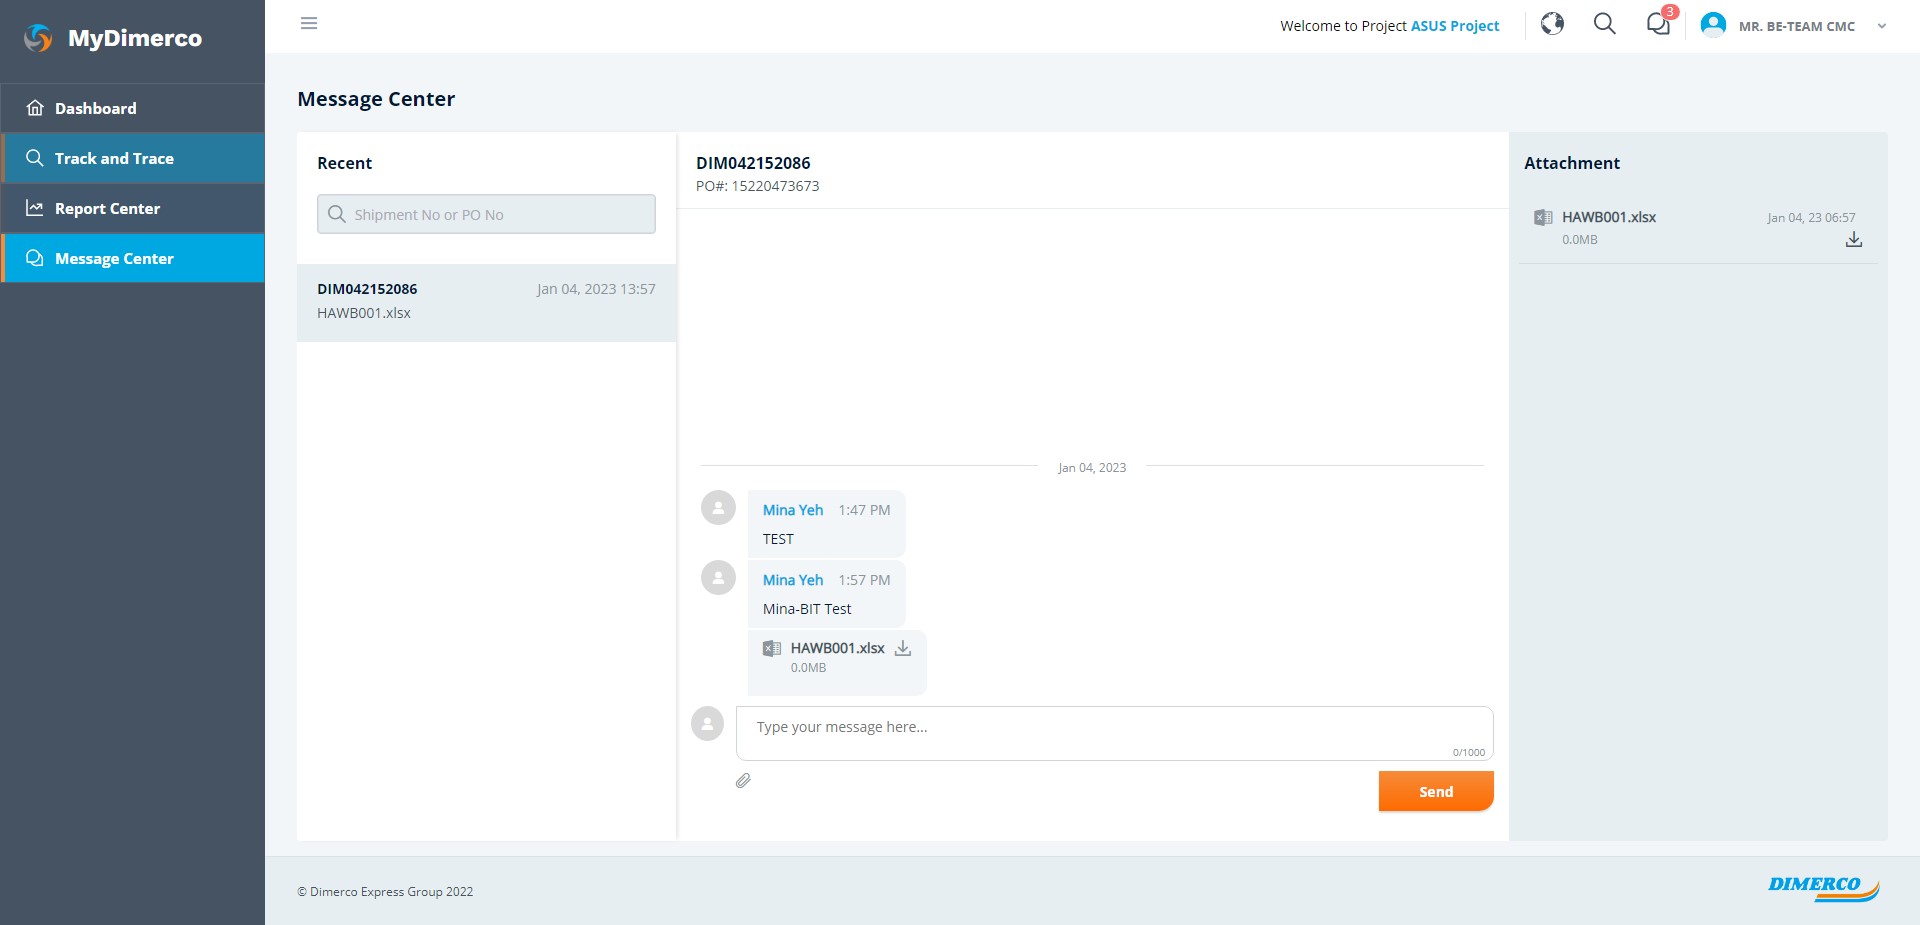 MyDimerco
Welcome to Project ASUS Project
3
MR. BE-TEAM CMC
Dashboard
Track and Trace
Report Center
Message Center
Message Center
Recent
Shipment No or PO No
DIM042152086
Jan 04, 2023 13:57
HAWB001.xlsx
DIM042152086
PO#: 15220473673
Jan 04, 2023
Mina Yeh 1:47 PM
TEST
Mina Yeh 1:57 PM
Mina-BIT Test
HAWB001.xlsx
0.0MB
Type your message here...
0/1000
Send
Attachment
HAWB001.xlsx
Jan 04, 23 06:57
0.0MB
© Dimerco Express Group 2022
DIMERCO